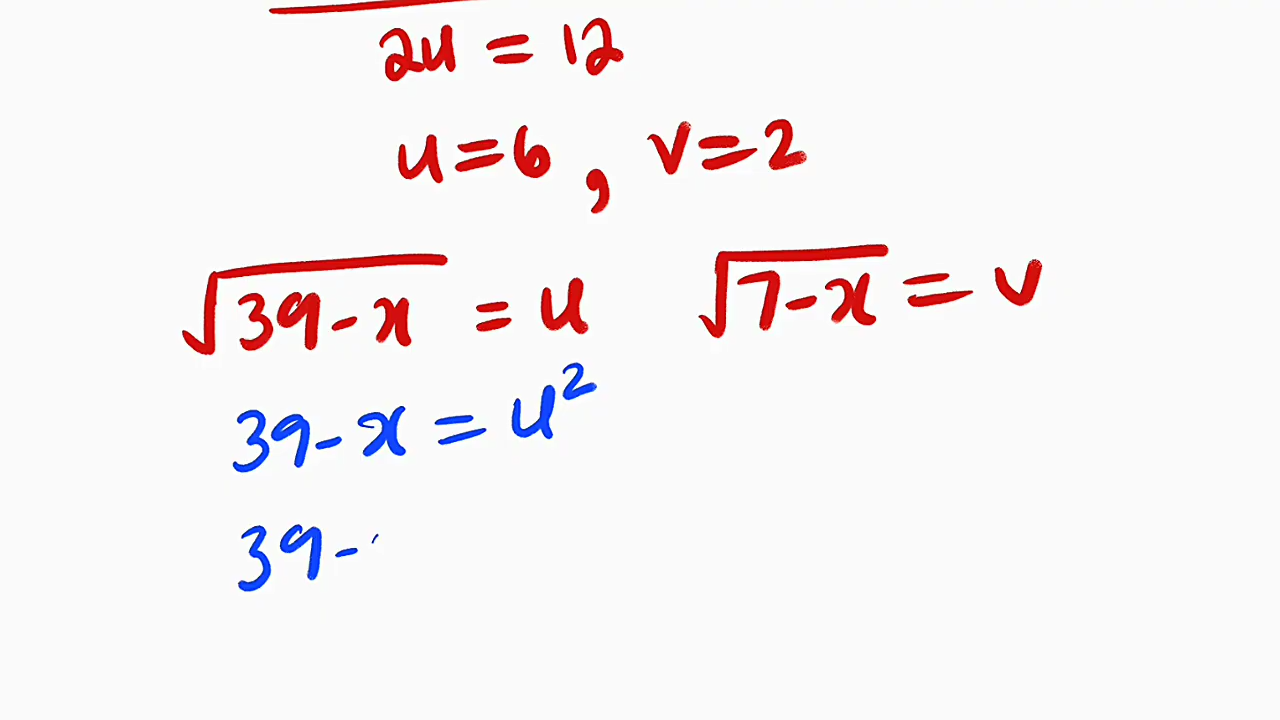 2u = 12
u=6 , v=2
√39-x = u √7-x = v
39-x = u²
39-